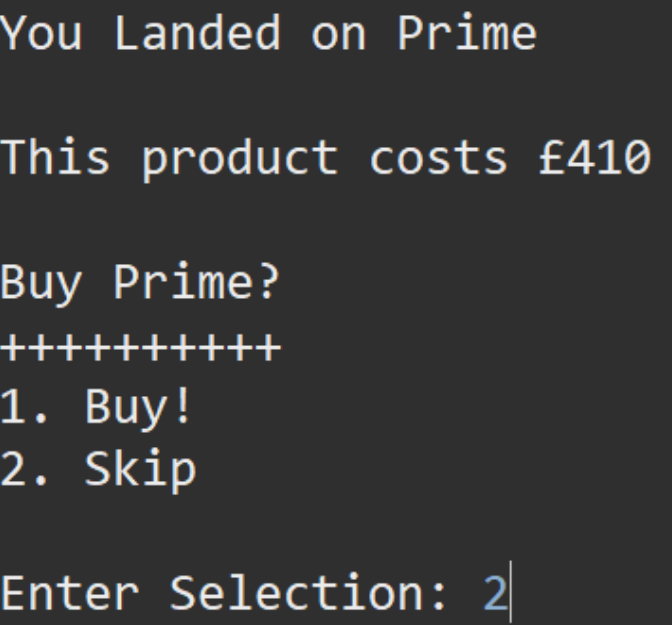 You Landed on Prime
This product costs £410
Buy Prime?
++++++++++
1. Buy!
2. Skip
Enter Selection: 2